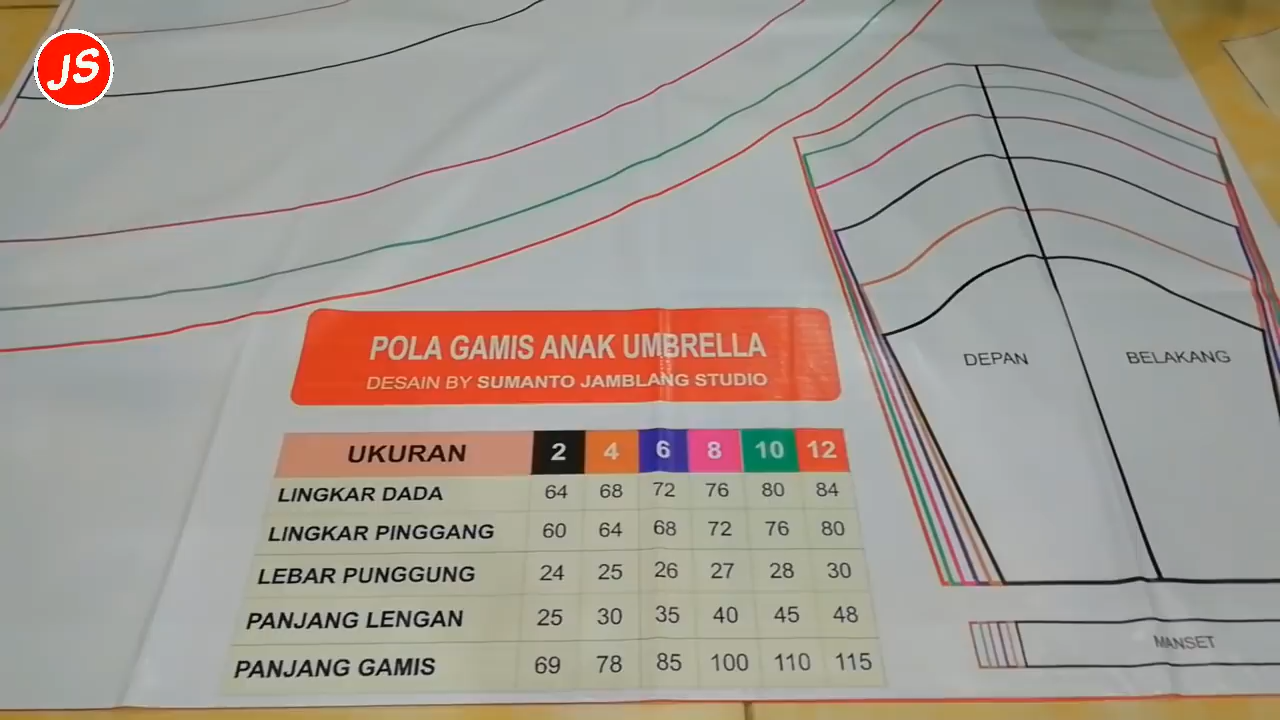 JS
POLA GAMIS ANAK UMBRELLA
DESAIN BY SUMANTO JAMBLANG STUDIO
UKURAN 2 4 6 8 10 12
LINGKAR DADA 64 68 72 76 80 84
LINGKAR PINGGANG 60 64 68 72 76 80
LEBAR PUNGGUNG 24 25 26 27 28 30
PANJANG LENGAN 25 30 35 40 45 48
PANJANG GAMIS 69 78 85 100 110 115
DEPAN BELAKANG
MANSET